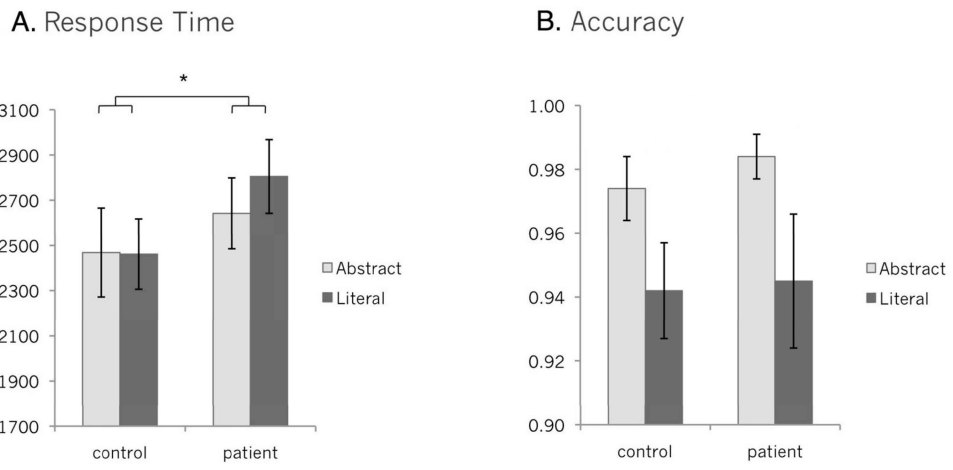 A. Response Time
*
3100
2900
2700
2500
2300
2100
1900
1700
control
patient
Abstract
Literal
B. Accuracy
1.00
0.98
0.96
0.94
0.92
0.90
control
patient
Abstract
Literal